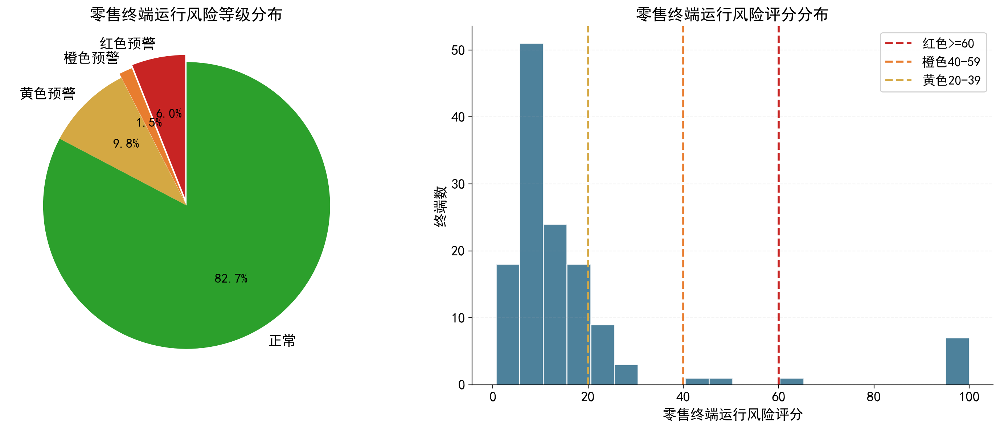 零售终端运行风险等级分布
红色预警
橙色预警
黄色预警
6.0%
1.5%
9.8%
82.7%
正常
零售终端运行风险评分分布
红色>=60
橙色40-59
黄色20-39
终端数
50
40
30
20
10
0
0 20 40 60 80 100
零售终端运行风险评分